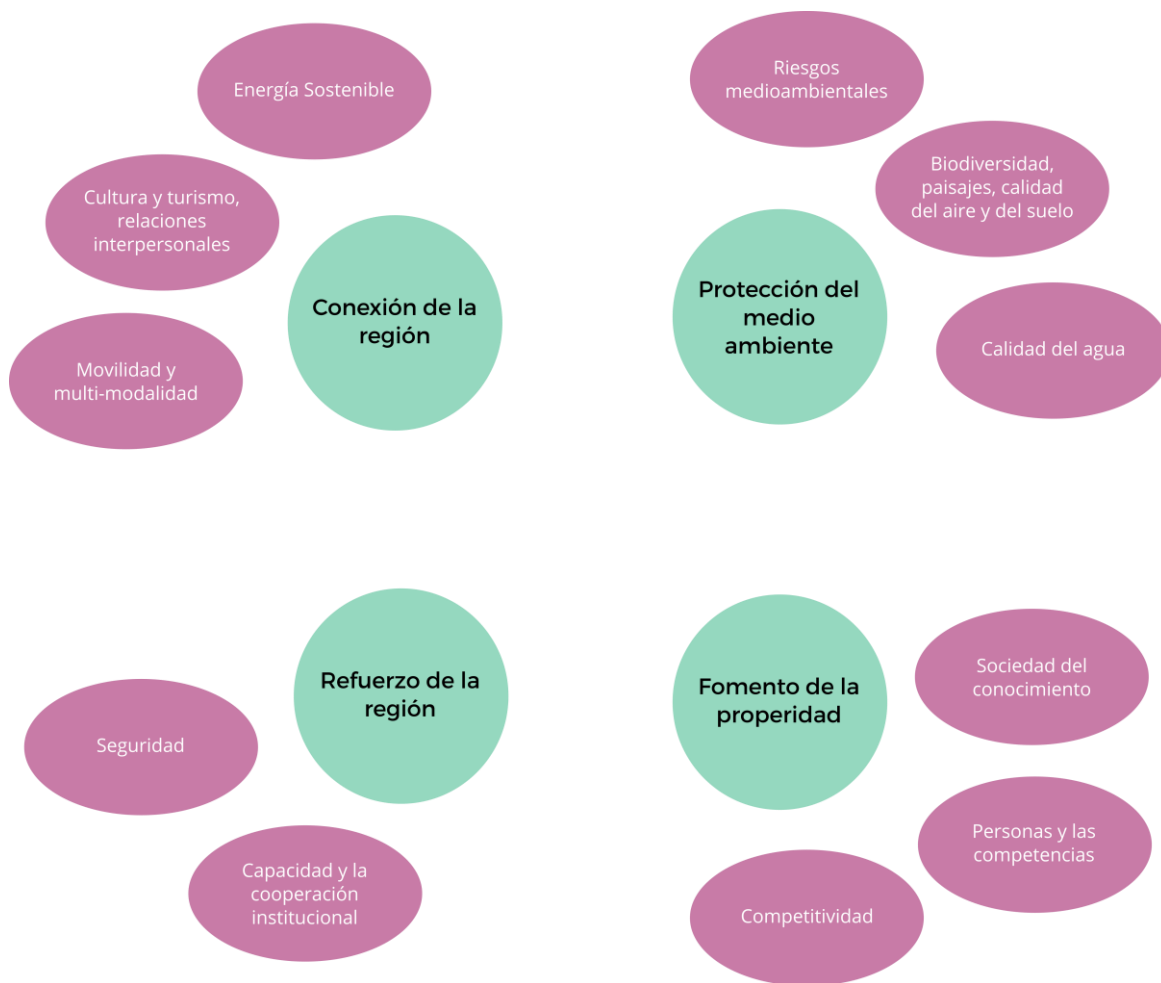 Energía Sostenible
Cultura y turismo,
relaciones
interpersonales
Movilidad y
multi-modalidad
Conexión de la
región
Riesgos
medioambientales
Biodiversidad,
paisajes, calidad
del aire y del suelo
Calidad del agua
Protección del
medio
ambiente
Refuerzo de la
región
Seguridad
Capacidad y la
cooperación
institucional
Fomento de la
properidad
Sociedad del
conocimiento
Personas y las
competencias
Competitividad